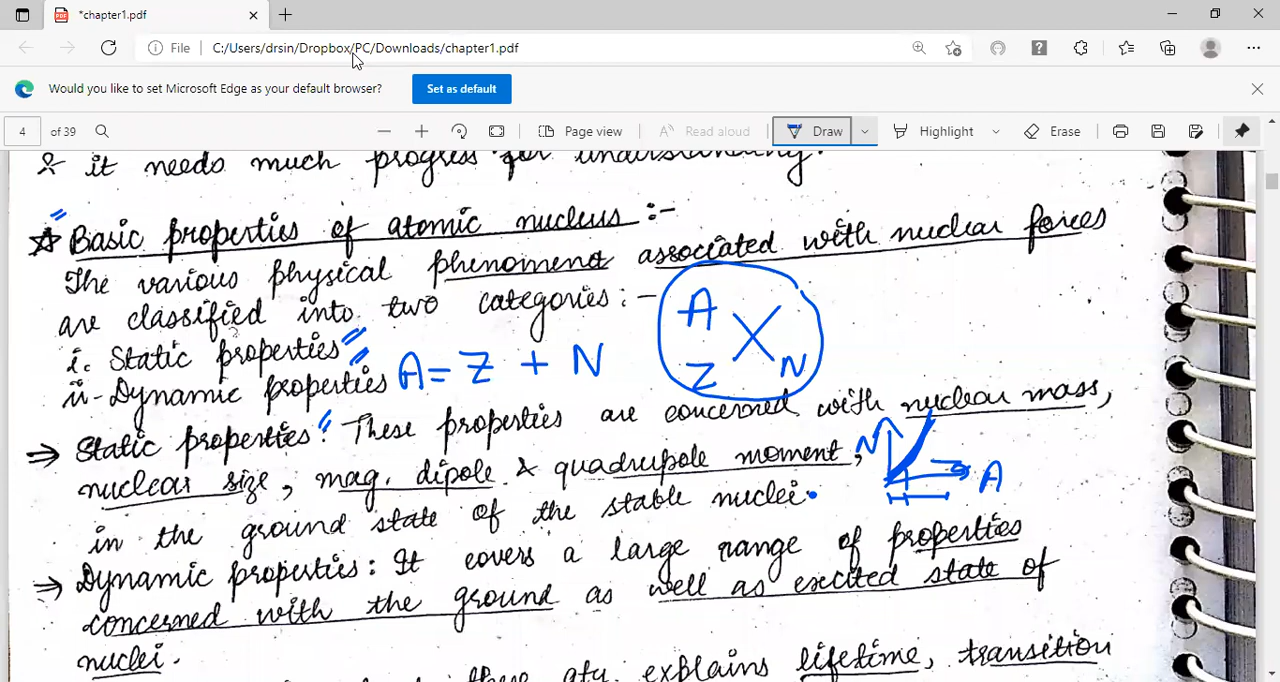 *chapter1.pdf
File C:/Users/drsin/Dropbox/PC/Downloads/chapter1.pdf
Would you like to set Microsoft Edge as your default browser? Set as default
4 of 39 Page view Read aloud Draw Highlight Erase
& it needs much progress for understanding.
Basic properties of atomic nucleus :-
The various physical phenomena associated with nuclear forces
are classified into two categories :-
i. Static properties
ii- Dynamic properties
A = Z + N
A
X
Z N
⇒ Static properties: These properties are concerned with nuclear mass,
nuclear size, mag. dipole & quadrupole moment,
N
A
in the ground state of the stable nuclei.
⇒ Dynamic properties: It covers a large range of properties
concerned with the ground as well as excited state of
nuclei.
these qty explains lifetime, transition